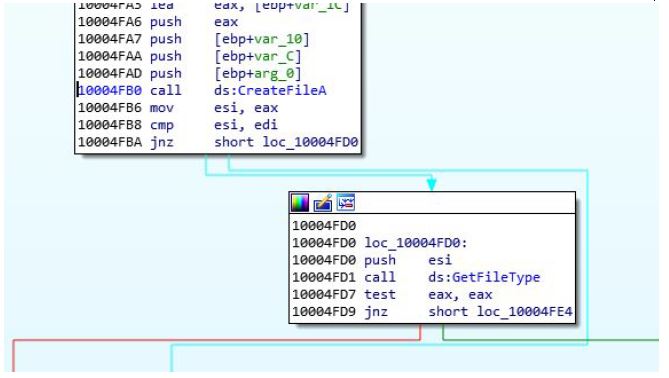 10004FA3 lea eax, [ebp+var_1C]
10004FA6 push eax
10004FA7 push [ebp+var_10]
10004FAA push [ebp+var_C]
10004FAD push [ebp+arg_0]
10004FB0 call ds:CreateFileA
10004FB6 mov esi, eax
10004FB8 cmp esi, edi
10004FBA jnz short loc_10004FD0
10004FD0
10004FD0 loc_10004FD0:
10004FD0 push esi
10004FD1 call ds:GetFileType
10004FD7 test eax, eax
10004FD9 jnz short loc_10004FE4